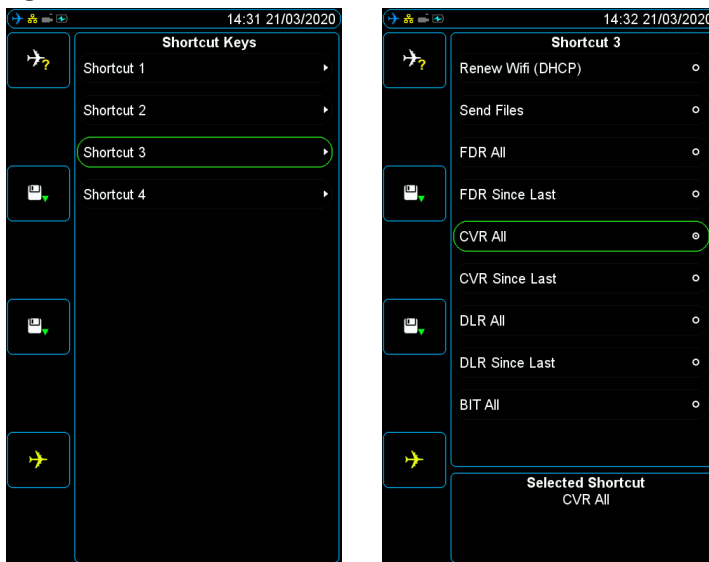 14:31 21/03/2020
Shortcut Keys
?
Shortcut 1
Shortcut 2
Shortcut 3
Shortcut 4
14:32 21/03/2020
Shortcut 3
?
Renew Wifi (DHCP)
Send Files
FDR All
FDR Since Last
CVR All
CVR Since Last
DLR All
DLR Since Last
BIT All
Selected Shortcut
CVR All